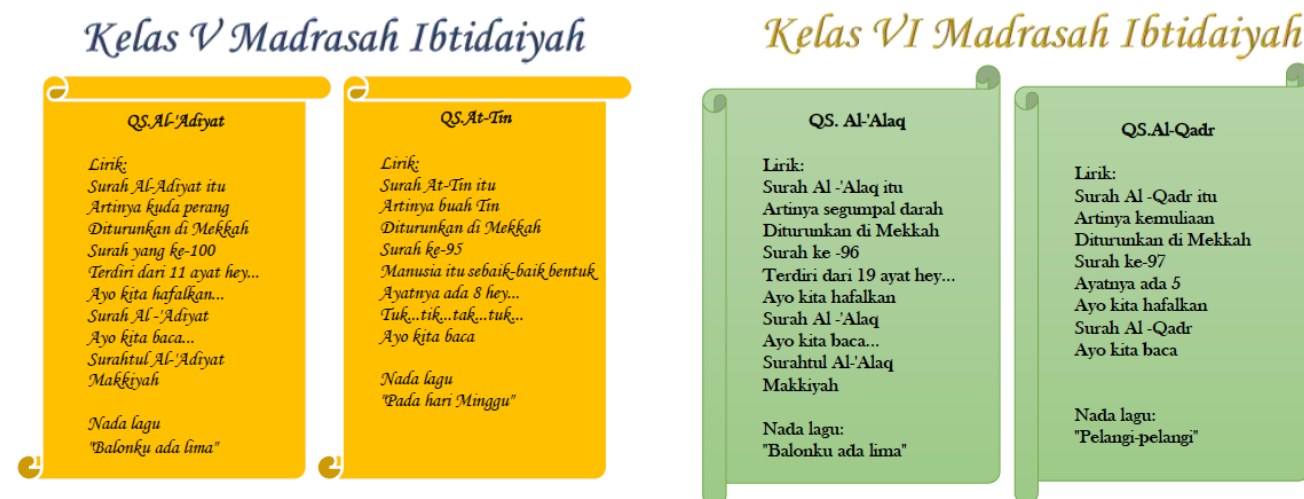 Kelas V Madrasah Ibtidaiyah
QS.Al-'Adiyat
Lirik:
Surah Al-Adiyat itu
Artinya kuda perang
Diturunkan di Mekkah
Surah yang ke-100
Terdiri dari 11 ayat hey...
Ayo kita hafalkan...
Surah Al -'Adiyat
Ayo kita baca...
Surahtul Al-'Adiyat
Makkiyah
Nada lagu
"Balonku ada lima"
QS.At-Tin
Lirik:
Surah At-Tin itu
Artinya buah Tin
Diturunkan di Mekkah
Surah ke-95
Manusia itu sebaik-baik bentuk
Ayatnya ada 8 hey...
Tuk...tik...tak...tuk...
Ayo kita baca
Nada lagu
"Pada hari Minggu"
Kelas VI Madrasah Ibtidaiyah
QS. Al-'Alaq
Lirik:
Surah Al -'Alaq itu
Artinya segumpal darah
Diturunkan di Mekkah
Surah ke -96
Terdiri dari 19 ayat hey...
Ayo kita hafalkan
Surah Al -'Alaq
Ayo kita baca...
Surahtul Al-'Alaq
Makkiyah
Nada lagu:
"Balonku ada lima"
QS.Al-Qadr
Lirik:
Surah Al -Qadr itu
Artinya kemuliaan
Diturunkan di Mekkah
Surah ke-97
Ayatnya ada 5
Ayo kita hafalkan
Surah Al -Qadr
Ayo kita baca
Nada lagu:
"Pelangi-pelangi"